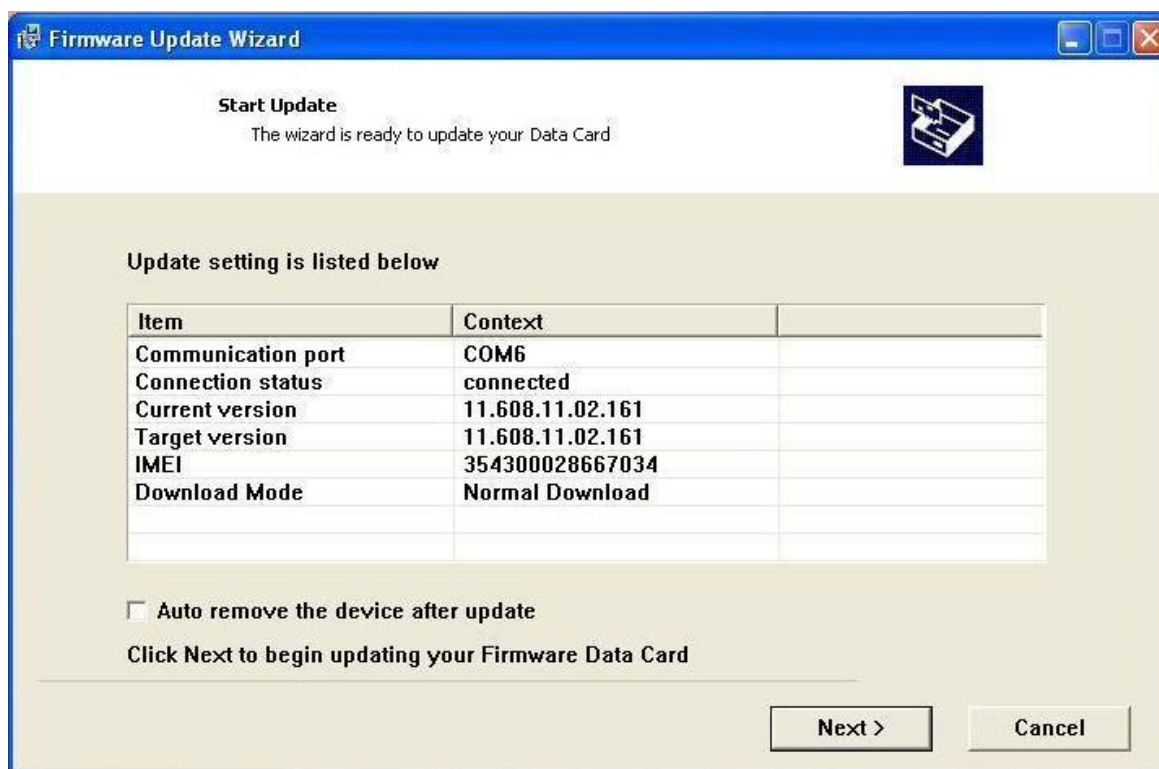 Firmware Update Wizard
Start Update
The wizard is ready to update your Data Card
Update setting is listed below
Item Context
Communication port COM6
Connection status connected
Current version 11.608.11.02.161
Target version 11.608.11.02.161
IMEI 354300028667034
Download Mode Normal Download
Auto remove the device after update
Click Next to begin updating your Firmware Data Card
Next > Cancel